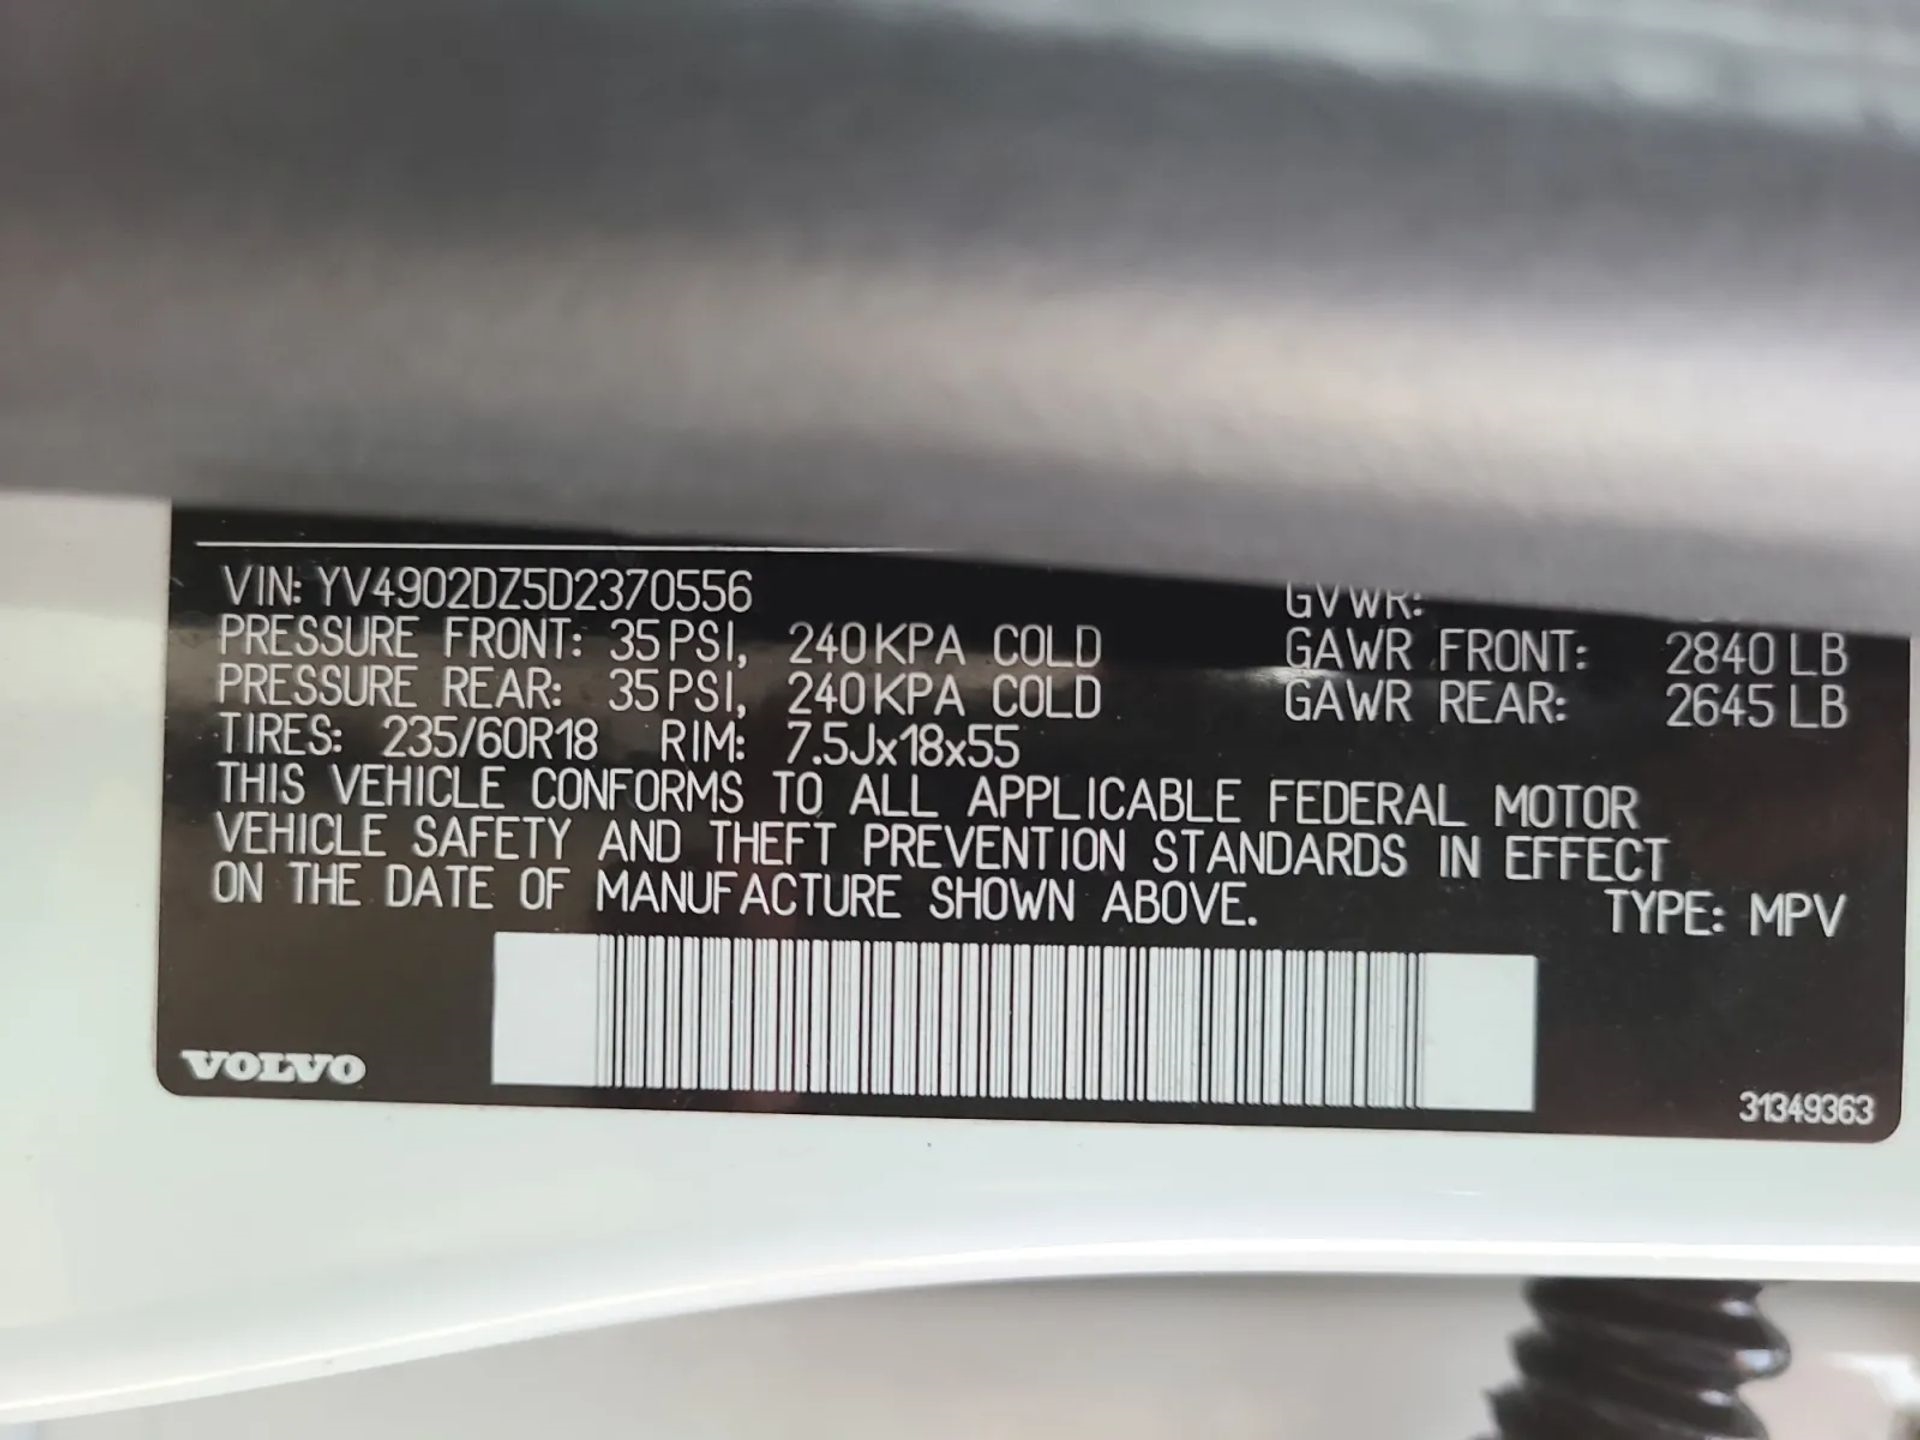 VIN: YV4902DZ5D2370556 GVWR:
PRESSURE FRONT: 35 PSI, 240 KPA COLD GAWR FRONT: 2840 LB
PRESSURE REAR: 35 PSI, 240 KPA COLD GAWR REAR: 2645 LB
TIRES: 235/60R18 RIM: 7.5Jx18x55
THIS VEHICLE CONFORMS TO ALL APPLICABLE FEDERAL MOTOR
VEHICLE SAFETY AND THEFT PREVENTION STANDARDS IN EFFECT
ON THE DATE OF MANUFACTURE SHOWN ABOVE. TYPE: MPV
VOLVO
31349363